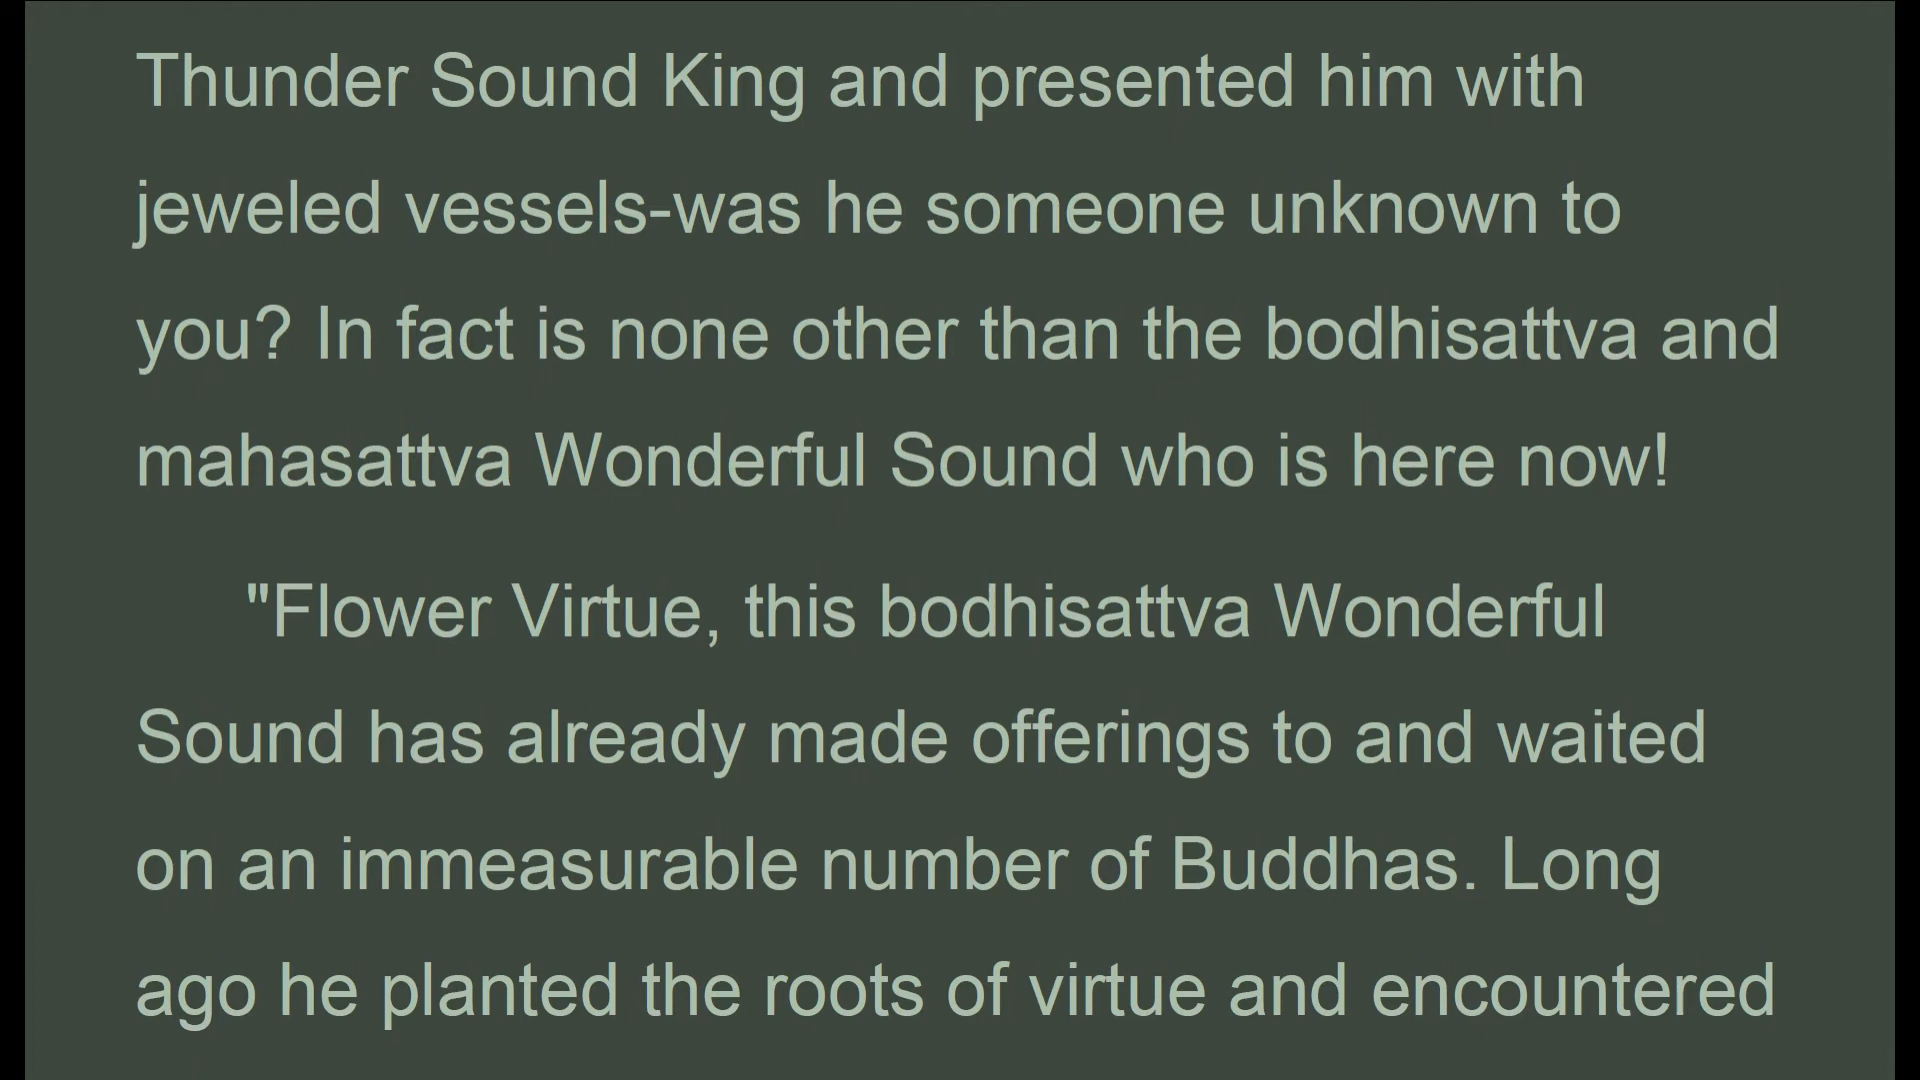 Thunder Sound King and presented him with
jeweled vessels-was he someone unknown to
you? In fact is none other than the bodhisattva and
mahasattva Wonderful Sound who is here now!
"Flower Virtue, this bodhisattva Wonderful
Sound has already made offerings to and waited
on an immeasurable number of Buddhas. Long
ago he planted the roots of virtue and encountered